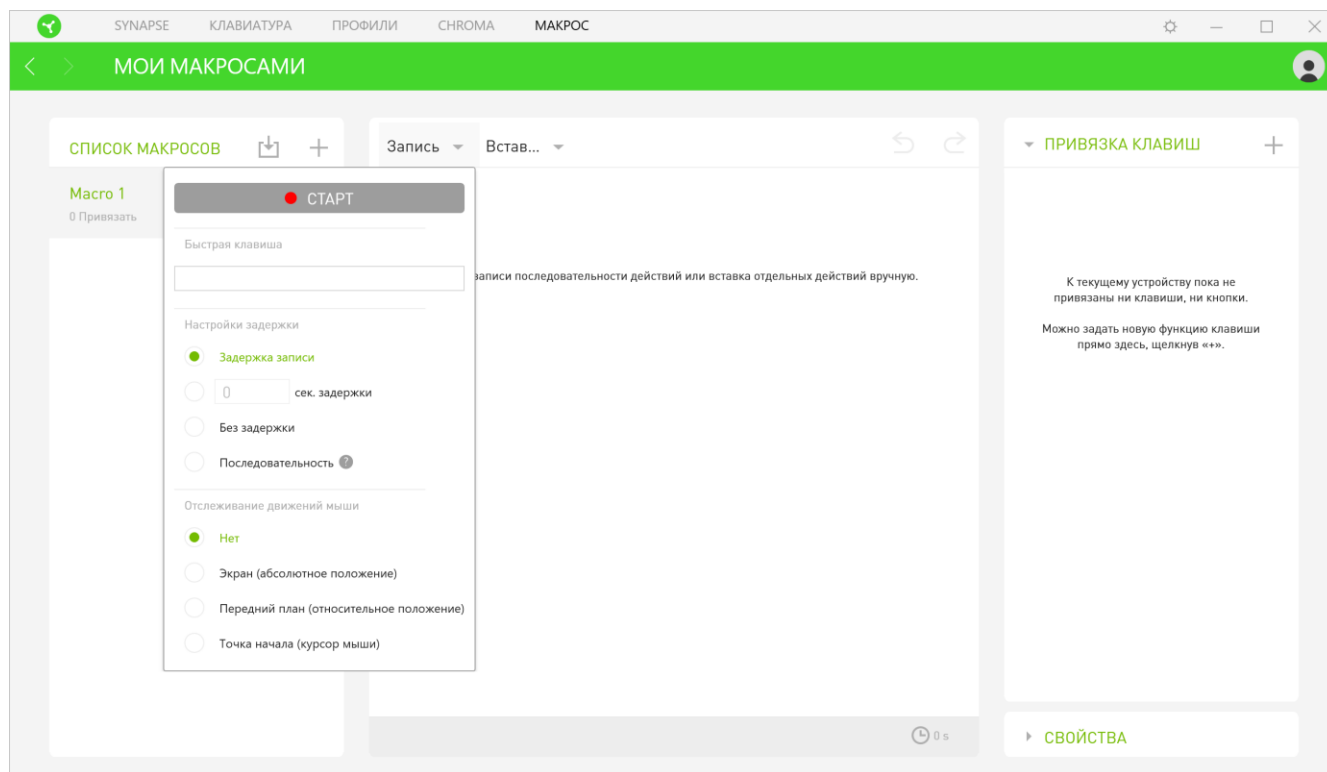 SYNAPSE КЛАВИАТУРА ПРОФИЛИ CHROMA МАКРОС
МОИ МАКРОСАМИ
СПИСОК МАКРОСОВ
Macro 1
0 Привязать
Запись Встав...
СТАРТ
Быстрая клавиша
Настройки задержки
Задержка записи
0 сек. задержки
Без задержки
Последовательность ?
Отслеживание движений мыши
Нет
Экран (абсолютное положение)
Передний план (относительное положение)
Точка начала (курсор мыши)
записи последовательности действий или вставка отдельных действий вручную.
0 s
ПРИВЯЗКА КЛАВИШ
К текущему устройству пока не
привязаны ни клавиши, ни кнопки.
Можно задать новую функцию клавиши
прямо здесь, щелкнув «+».
СВОЙСТВА